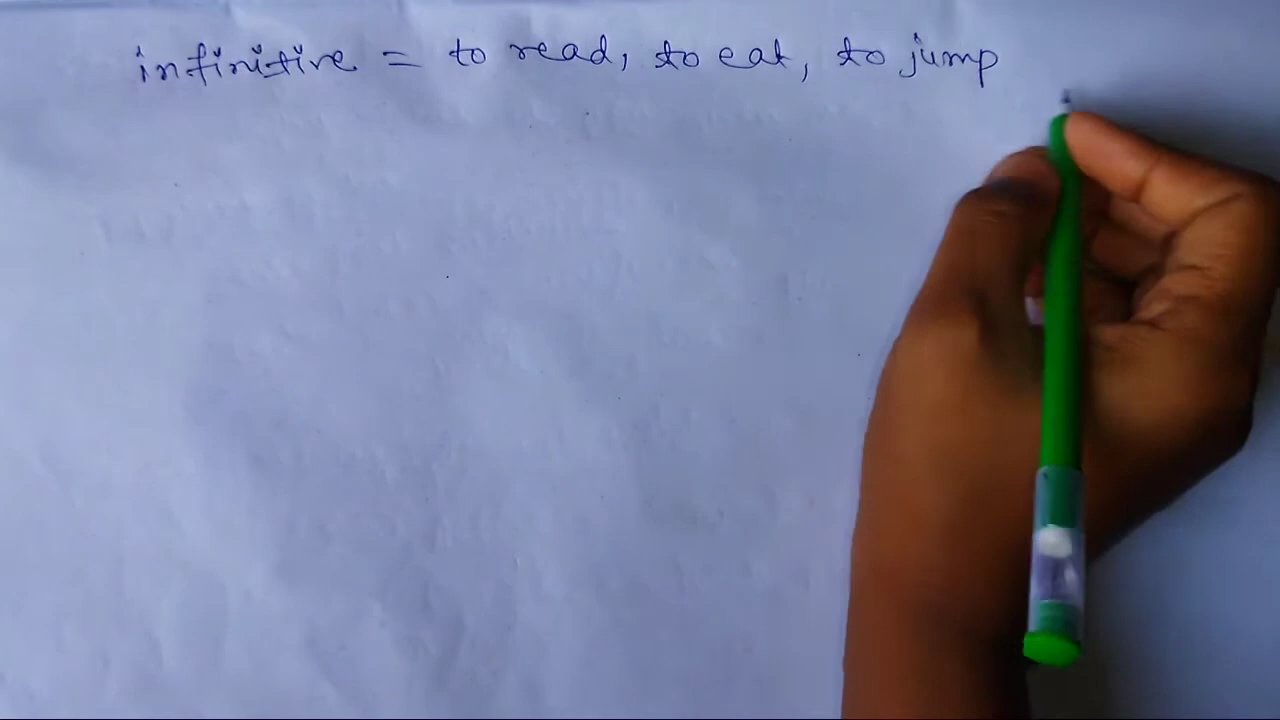 infinitive = to read, to eat, to jump